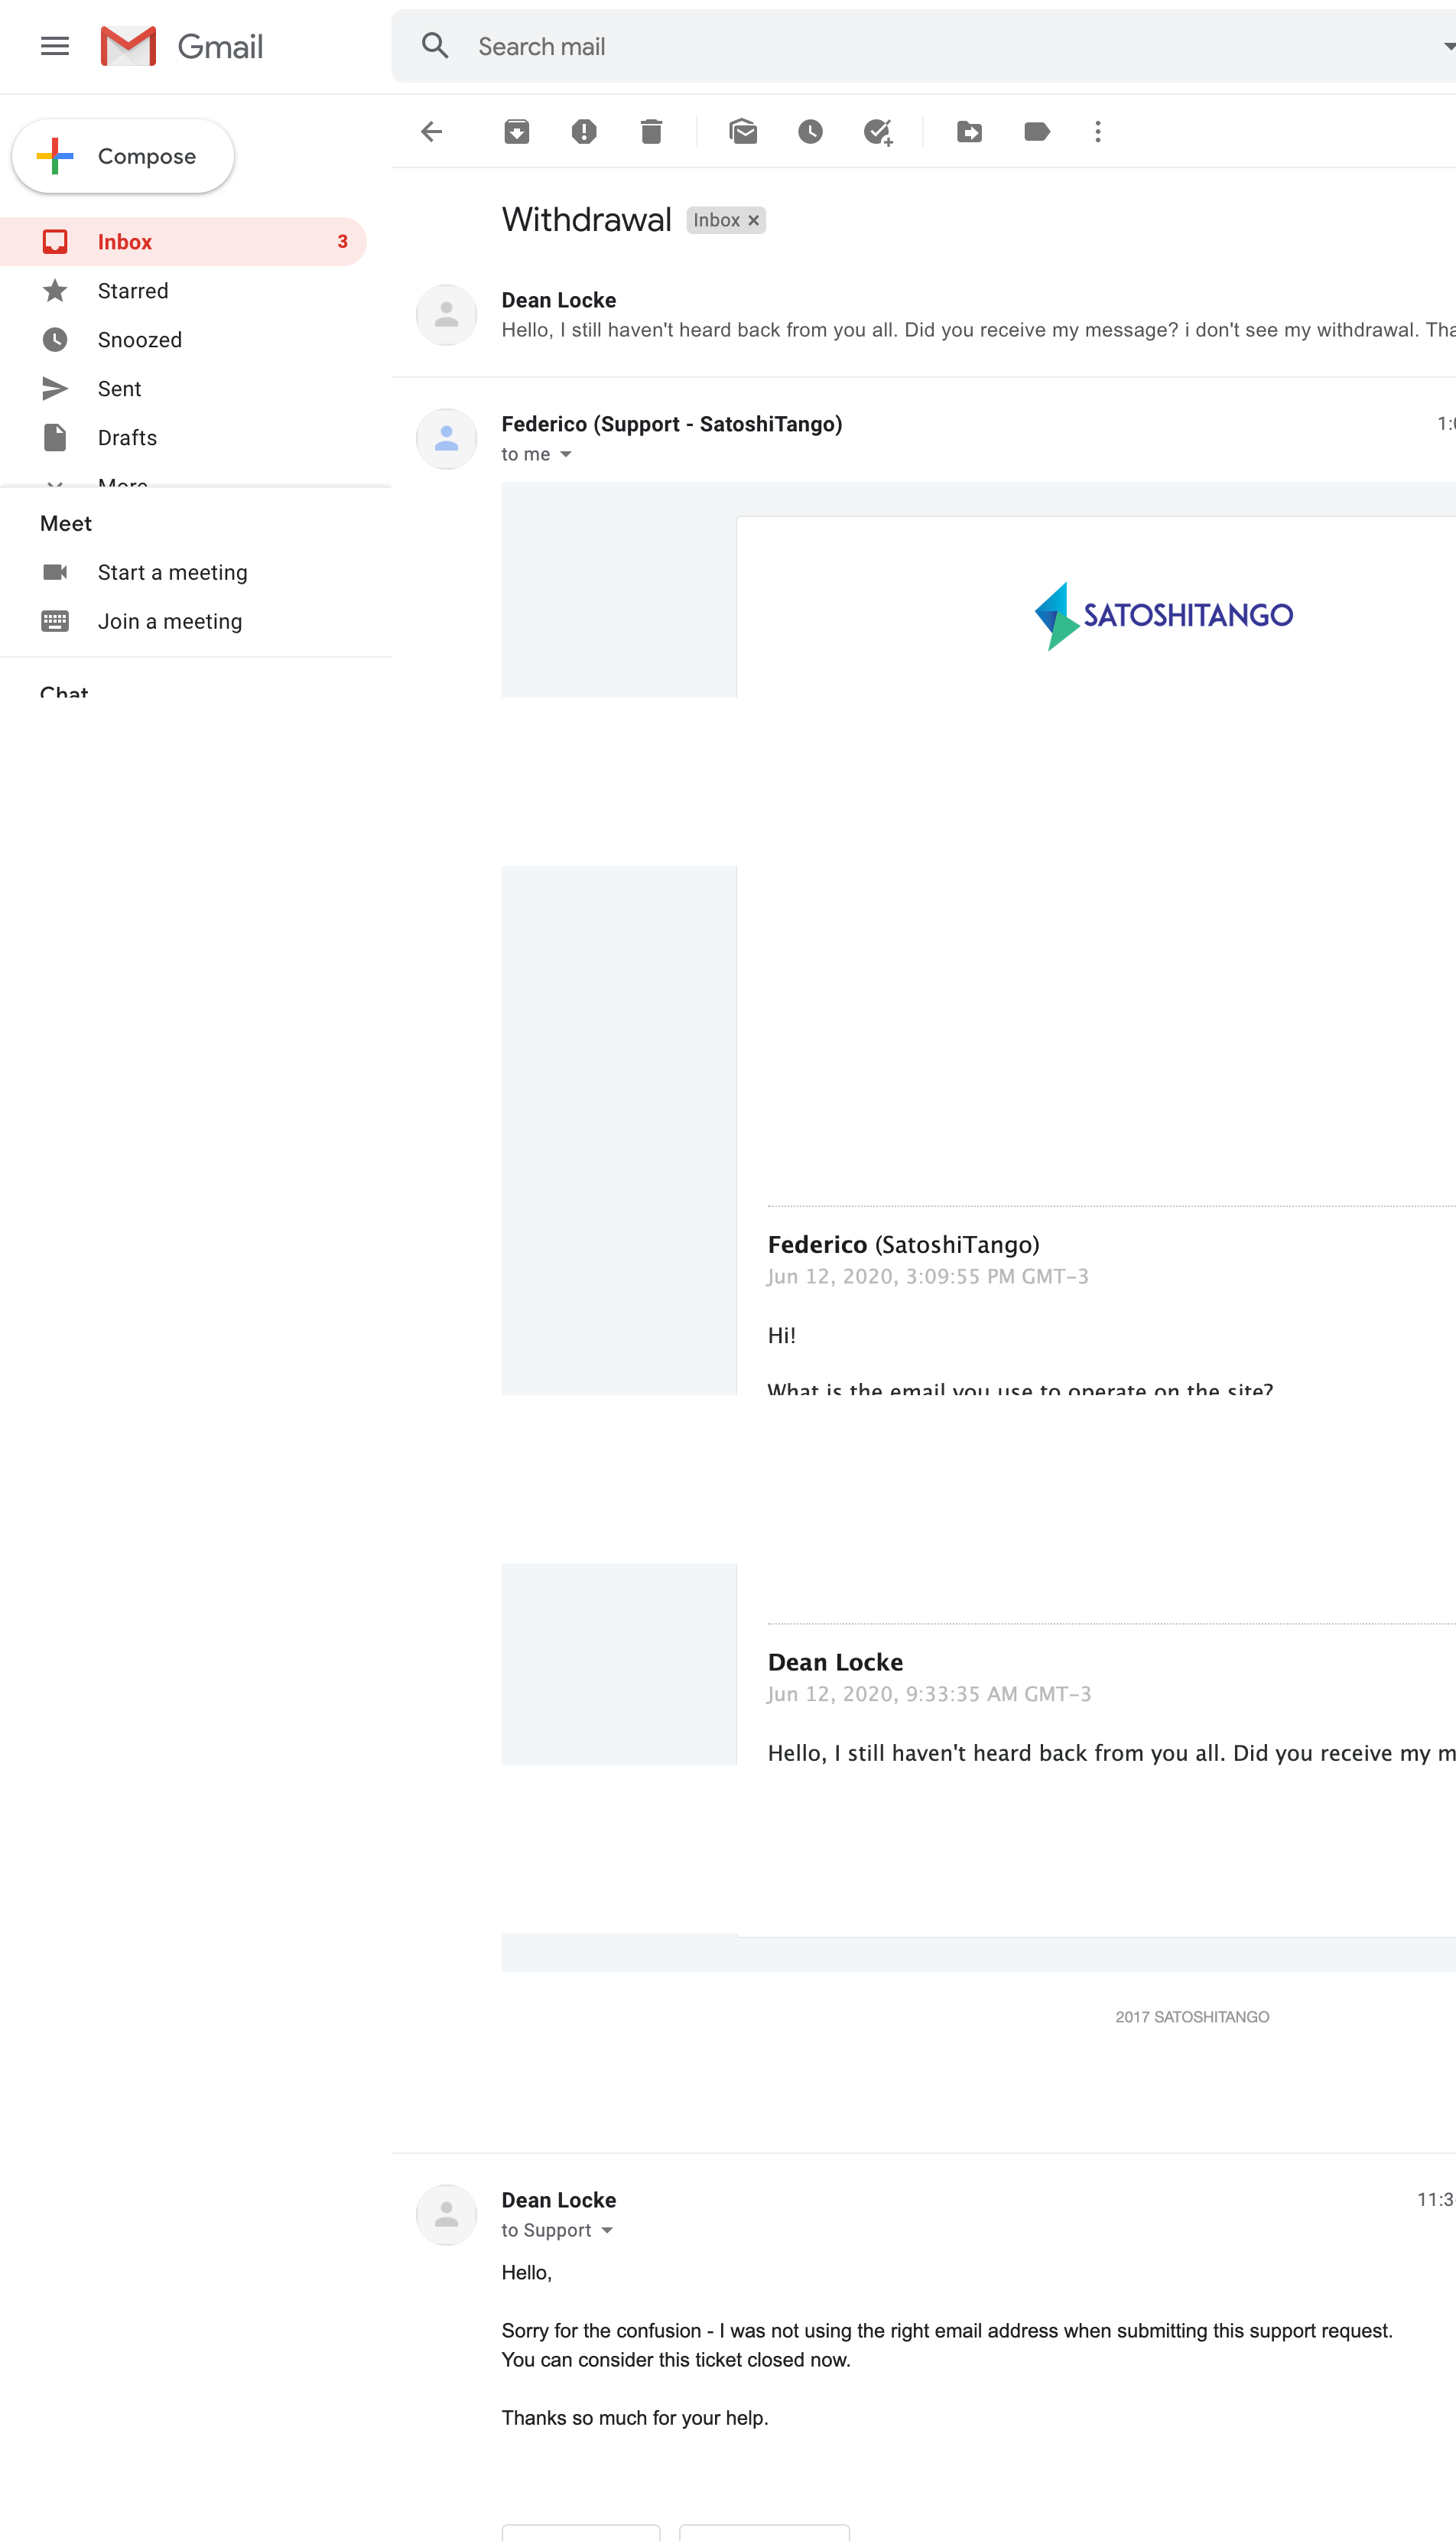 Gmail
Search mail
Compose
Withdrawal Inbox ×
Inbox 3
Starred
Snoozed
Sent
Drafts
More
Meet
Start a meeting
Join a meeting
Chat
Dean Locke
Hello, I still haven't heard back from you all. Did you receive my message? i don't see my withdrawal.
Federico (Support - SatoshiTango)
to me
SATOSHITANGO
Federico (SatoshiTango)
Jun 12, 2020, 3:09:55 PM GMT-3
Hi!
What is the email you use to operate on the site?
Dean Locke
Jun 12, 2020, 9:33:35 AM GMT-3
Hello, I still haven't heard back from you all. Did you receive my
2017 SATOSHITANGO
Dean Locke
to Support
Hello,
Sorry for the confusion - I was not using the right email address when submitting this support request.
You can consider this ticket closed now.
Thanks so much for your help.